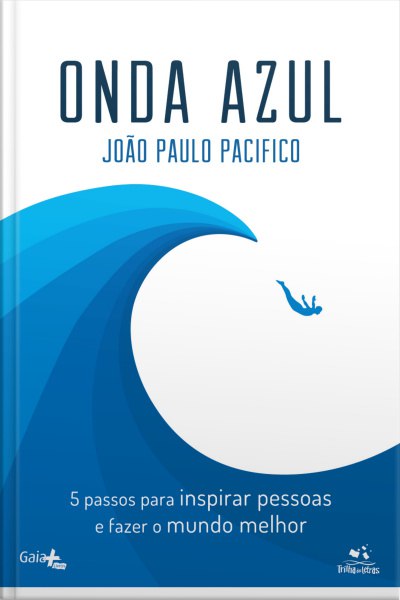 ONDA AZUL
JOÃO PAULO PACIFICO
5 passos para inspirar pessoas
e fazer o mundo melhor
Gaia+
Trilha das Letras